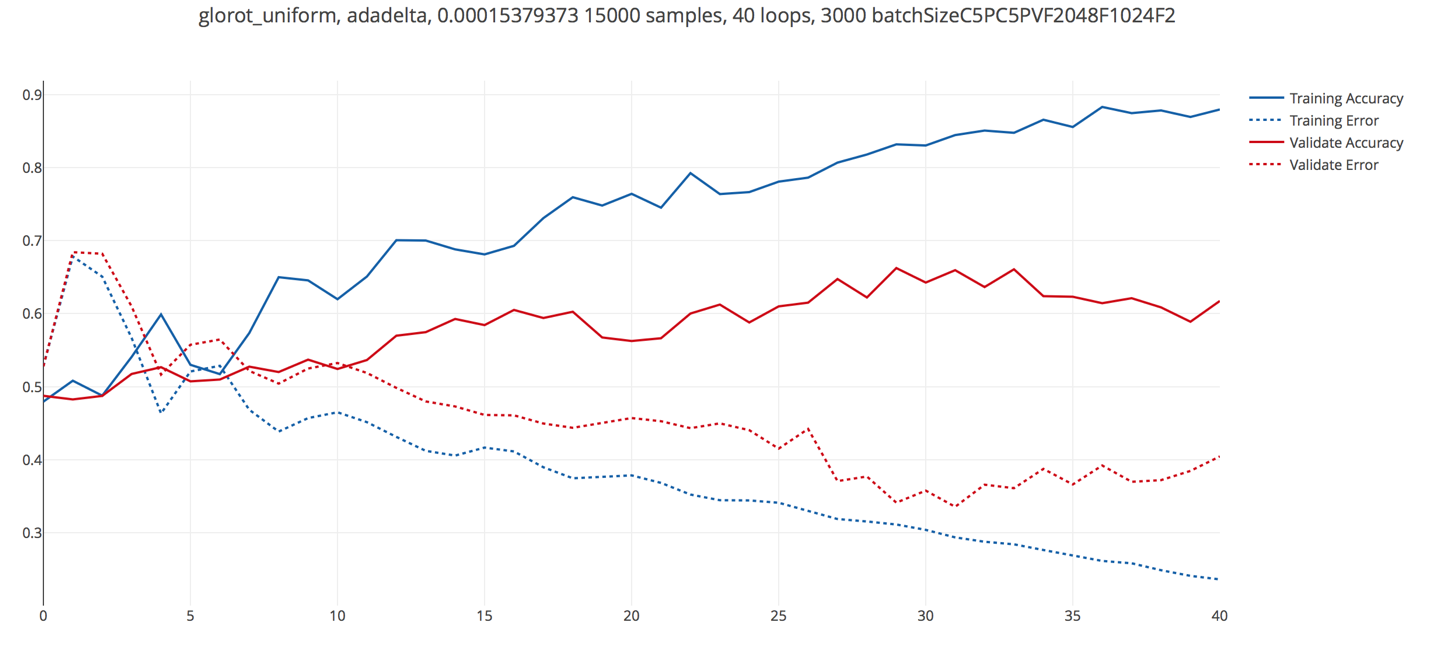 glorot_uniform, adadelta, 0.00015379373 15000 samples, 40 loops, 3000 batchSizeC5PC5PVF2048F1024F2
0.9
0.8
0.7
0.6
0.5
0.4
0.3
0 5 10 15 20 25 30 35 40
Training Accuracy
Training Error
Validate Accuracy
Validate Error